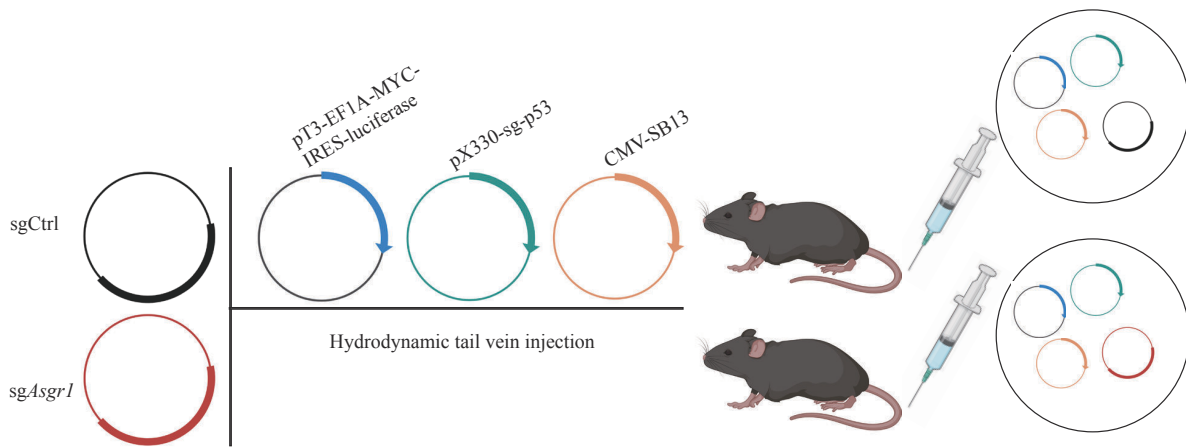 pT3-EF1A-MYC-
IRES-luciferase
pX330-sg-p53
CMV-SB13
sgCtrl
sgAsgr1
Hydrodynamic tail vein injection